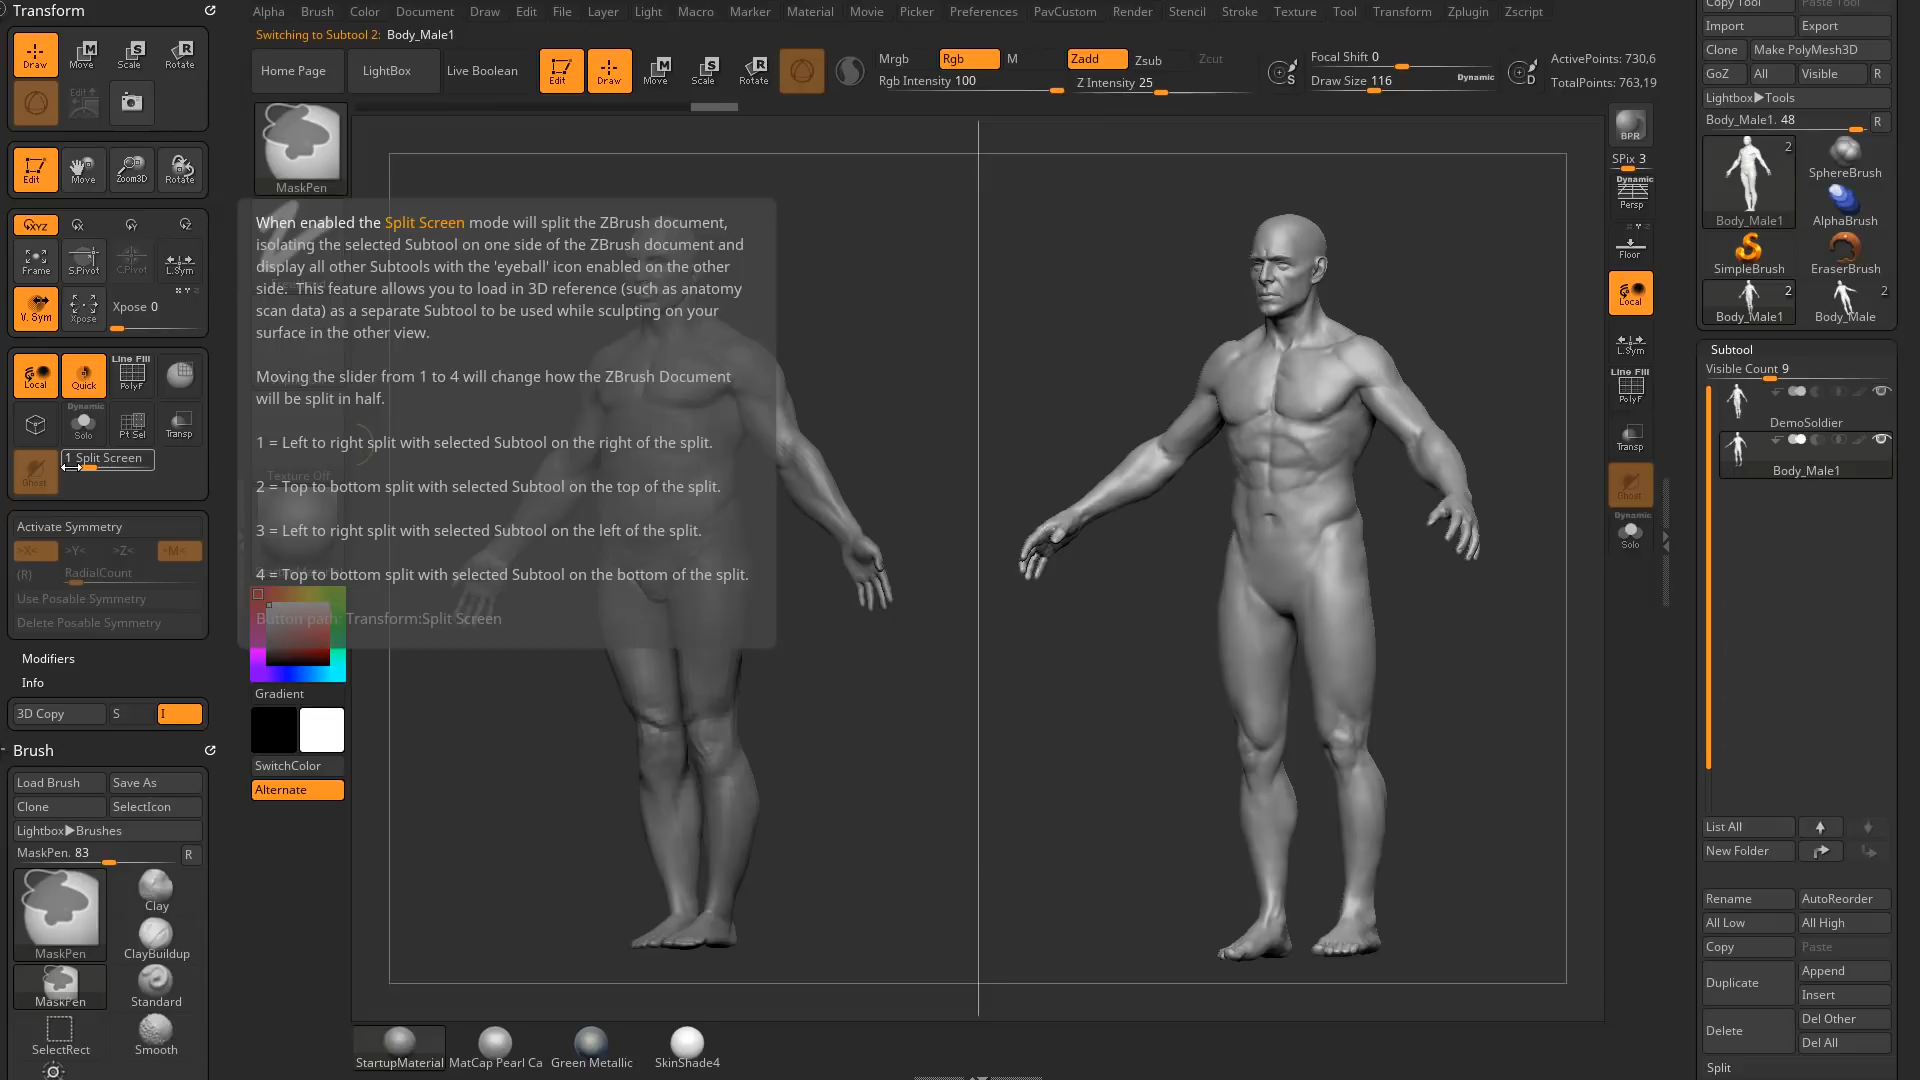 Transform
Alpha
Brush
Color
Document
Draw
Edit
File
Layer
Light
Macro
Marker
Material
Movie
Picker
Preferences
PavCustom
Render
Stencil
Stroke
Texture
Tool
Transform
Zplugin
Zscript
Switching to Subtool 2: Body_Male1
Draw
Move
Scale
Rotate
Edit
Edit
Move
Zoom3D
Rotate
XYZ
Frame
S.Pivot
C.Pivot
L.Sym
V. Sym
Xpose
Xpose 0
Local
Quick
Line Fill
PolyF
Dynamic
Solo
Pt Sel
Transp
Ghost
1 Split Screen
Activate Symmetry
>X<
>Y<
>Z<
>M<
(R)
RadialCount
Use Posable Symmetry
Delete Posable Symmetry
Modifiers
Info
3D Copy
S
I
Brush
Load Brush
Save As
Clone
SelectIcon
Lightbox▶Brushes
MaskPen. 83
R
MaskPen
Clay
ClayBuildup
MaskPen
Standard
SelectRect
Smooth
Home Page
LightBox
Live Boolean
Edit
Draw
Move
Scale
Rotate
Mrgb
Rgb
M
Rgb Intensity 100
Zadd
Zsub
Zcut
Z Intensity 25
S
Focal Shift 0
Draw Size 116
Dynamic
D
ActivePoints: 730,6
TotalPoints: 763,19
MaskPen
When enabled the Split Screen mode will split the ZBrush document,
isolating the selected Subtool on one side of the ZBrush document and
display all other Subtools with the 'eyeball' icon enabled on the other
side. This feature allows you to load in 3D reference (such as anatomy
scan data) as a separate Subtool to be used while sculpting on your
surface in the other view.
Moving the slider from 1 to 4 will change how the ZBrush Document
will be split in half.
1 = Left to right split with selected Subtool on the right of the split.
Texture Off
2 = Top to bottom split with selected Subtool on the top of the split.
3 = Left to right split with selected Subtool on the left of the split.
4 = Top to bottom split with selected Subtool on the bottom of the split.
Button path: Transform:Split Screen
Gradient
SwitchColor
Alternate
StartupMaterial
MatCap Pearl Ca
Green Metallic
SkinShade4
BPR
SPix 3
Dynamic
Persp
Floor
Local
L.Sym
Line Fill
PolyF
Transp
Ghost
Dynamic
Solo
Copy Tool
Paste Tool
Import
Export
Clone
Make PolyMesh3D
GoZ
All
Visible
R
Lightbox▶Tools
Body_Male1. 48
R
2
Body_Male1
SphereBrush
AlphaBrush
SimpleBrush
EraserBrush
2
Body_Male1
2
Body_Male
Subtool
Visible Count 9
DemoSoldier
Body_Male1
List All
New Folder
Rename
AutoReorder
All Low
All High
Copy
Paste
Duplicate
Append
Insert
Delete
Del Other
Del All
Split